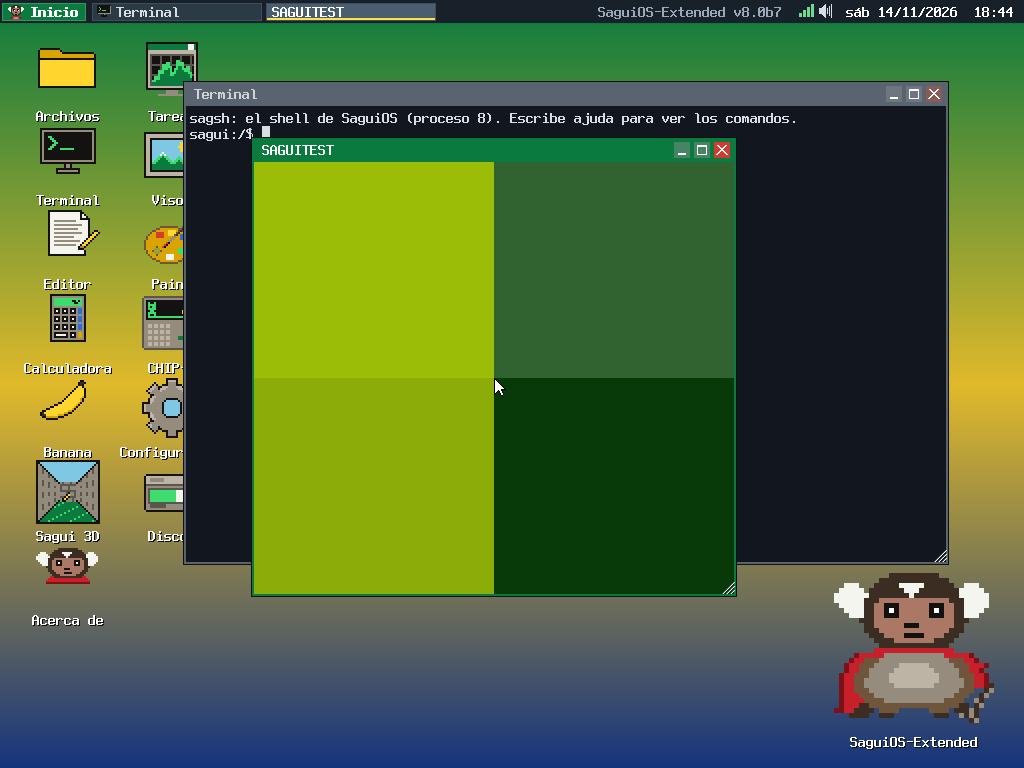 Inicio
Terminal
SAGUITEST
SaguiOS-Extended v8.0b7
sáb 14/11/2026
18:44
Archivos
Terminal
Editor
Calculadora
Banana
Sagui 3D
Acerca de
Terminal
sagsh: el shell de SaguiOS (proceso 8). Escribe ajuda para ver los comandos.
sagui:/$
SAGUITEST
SaguiOS-Extended